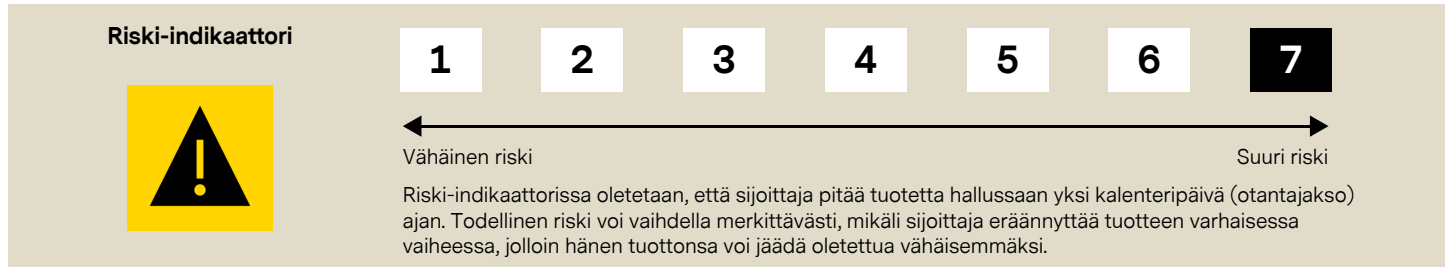 Riski-indikaattori
1 2 3 4 5 6 7
Vähäinen riski Suuri riski
Riski-indikaattorissa oletetaan, että sijoittaja pitää tuotetta hallussaan yksi kalenteripäivä (otantajakso)
ajan. Todellinen riski voi vaihdella merkittävästi, mikäli sijoittaja eräännyttää tuotteen varhaisessa
vaiheessa, jolloin hänen tuottonsa voi jäädä oletettua vähäisemmäksi.